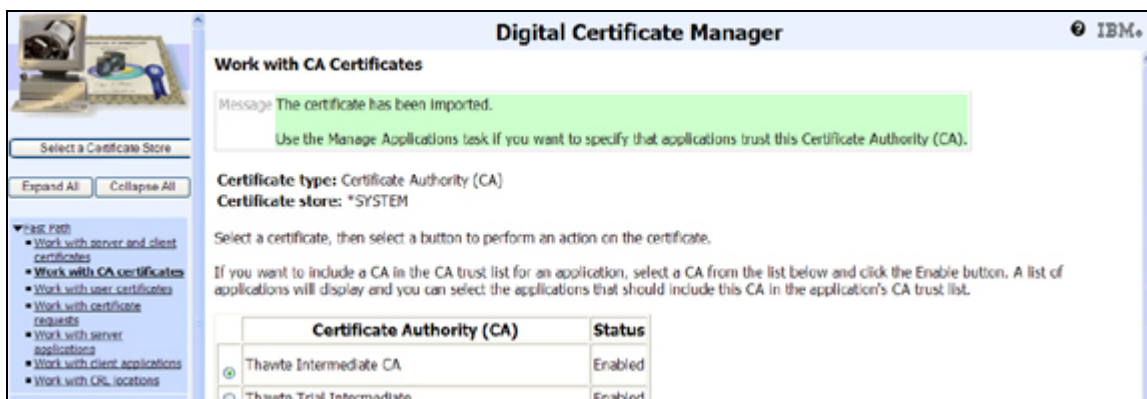 Digital Certificate Manager
IBM.
Work with CA Certificates
Message The certificate has been imported.
Use the Manage Applications task if you want to specify that applications trust this Certificate Authority (CA).
Select a Certificate Store
Expand All
Collapse All
Certificate type: Certificate Authority (CA)
Certificate store: *SYSTEM
Fast Path
Work with server and client
certificates
Work with CA certificates
Work with user certificates
Work with certificate
requests
Work with server
applications
Work with client applications
Work with CRL locations
Select a certificate, then select a button to perform an action on the certificate.
If you want to include a CA in the CA trust list for an application, select a CA from the list below and click the Enable button. A list of
applications will display and you can select the applications that should include this CA in the application's CA trust list.
Certificate Authority (CA) Status
Thawte Intermediate CA Enabled
Thawte Trial Intermediate Enabled